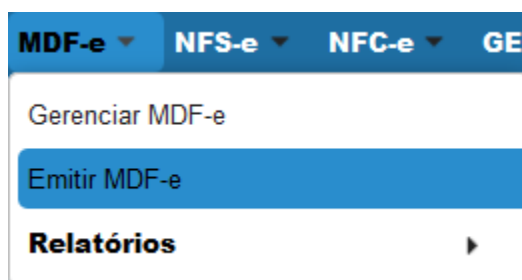 MDF-e NFS-e NFC-e GE
Gerenciar MDF-e
Emitir MDF-e
Relatórios